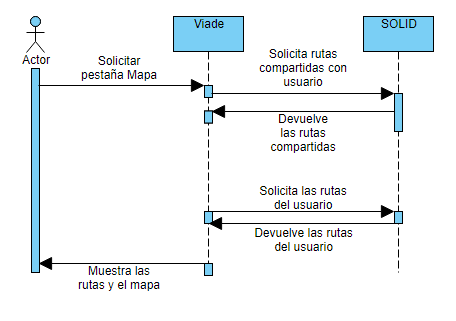 Viade
SOLID
Actor
Solicitar
pestaña Mapa
Solicita rutas
compartidas con
usuario
Devuelve
las rutas
compartidas
Solicita las rutas
del usuario
Devuelve las rutas
del usuario
Muestra las
rutas y el mapa